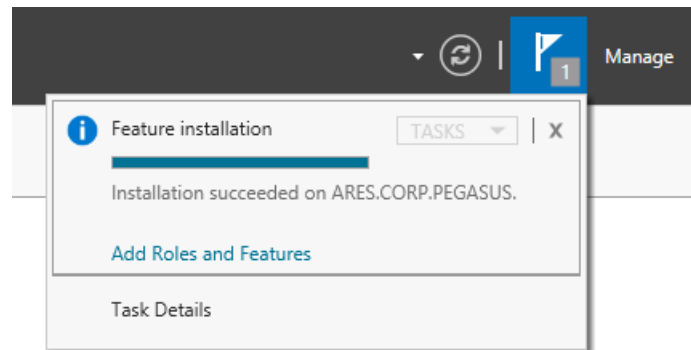 1
Manage
Feature installation
TASKS
X
Installation succeeded on ARES.CORP.PEGASUS.
Add Roles and Features
Task Details